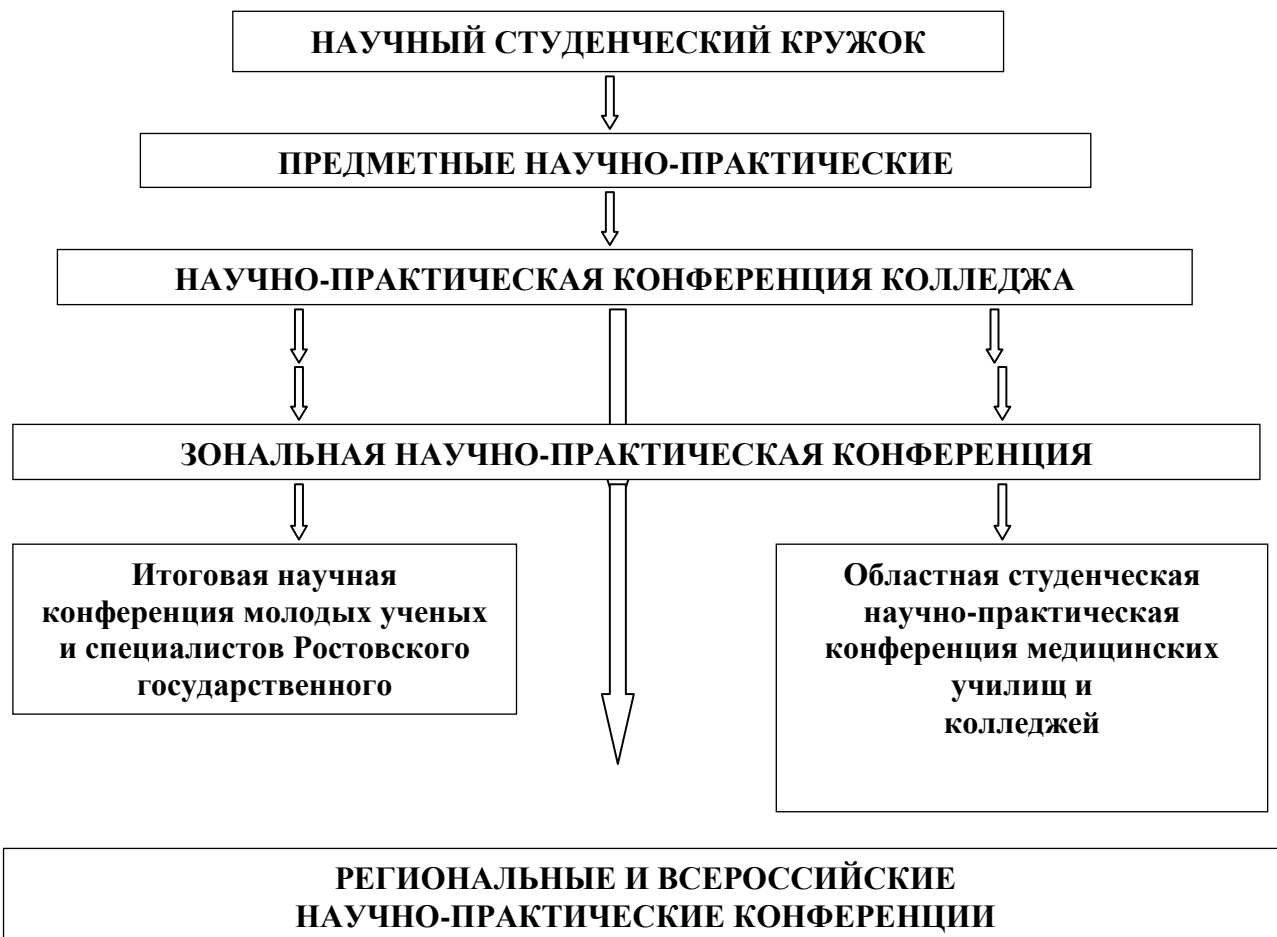 НАУЧНЫЙ СТУДЕНЧЕСКИЙ КРУЖОК
ПРЕДМЕТНЫЕ НАУЧНО-ПРАКТИЧЕСКИЕ
НАУЧНО-ПРАКТИЧЕСКАЯ КОНФЕРЕНЦИЯ КОЛЛЕДЖА
ЗОНАЛЬНАЯ НАУЧНО-ПРАКТИЧЕСКАЯ КОНФЕРЕНЦИЯ
Итоговая научная
конференция молодых ученых
и специалистов Ростовского
государственного
Областная студенческая
научно-практическая
конференция медицинских
училищ и
колледжей
РЕГИОНАЛЬНЫЕ И ВСЕРОССИЙСКИЕ
НАУЧНО-ПРАКТИЧЕСКИЕ КОНФЕРЕНЦИИ